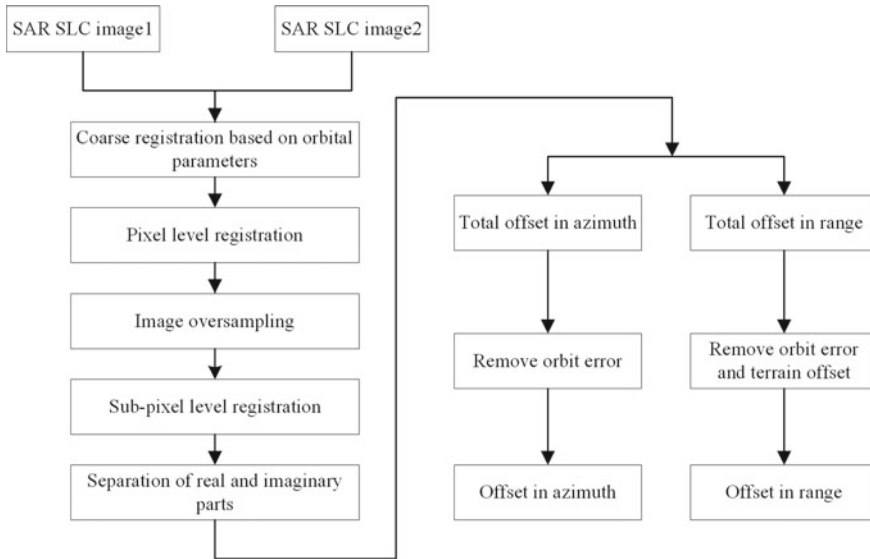 SAR SLC image1
SAR SLC image2
Coarse registration based on orbital
parameters
Pixel level registration
Image oversampling
Sub-pixel level registration
Separation of real and imaginary
parts
Total offset in azimuth
Total offset in range
Remove orbit error
Remove orbit error
and terrain offset
Offset in azimuth
Offset in range